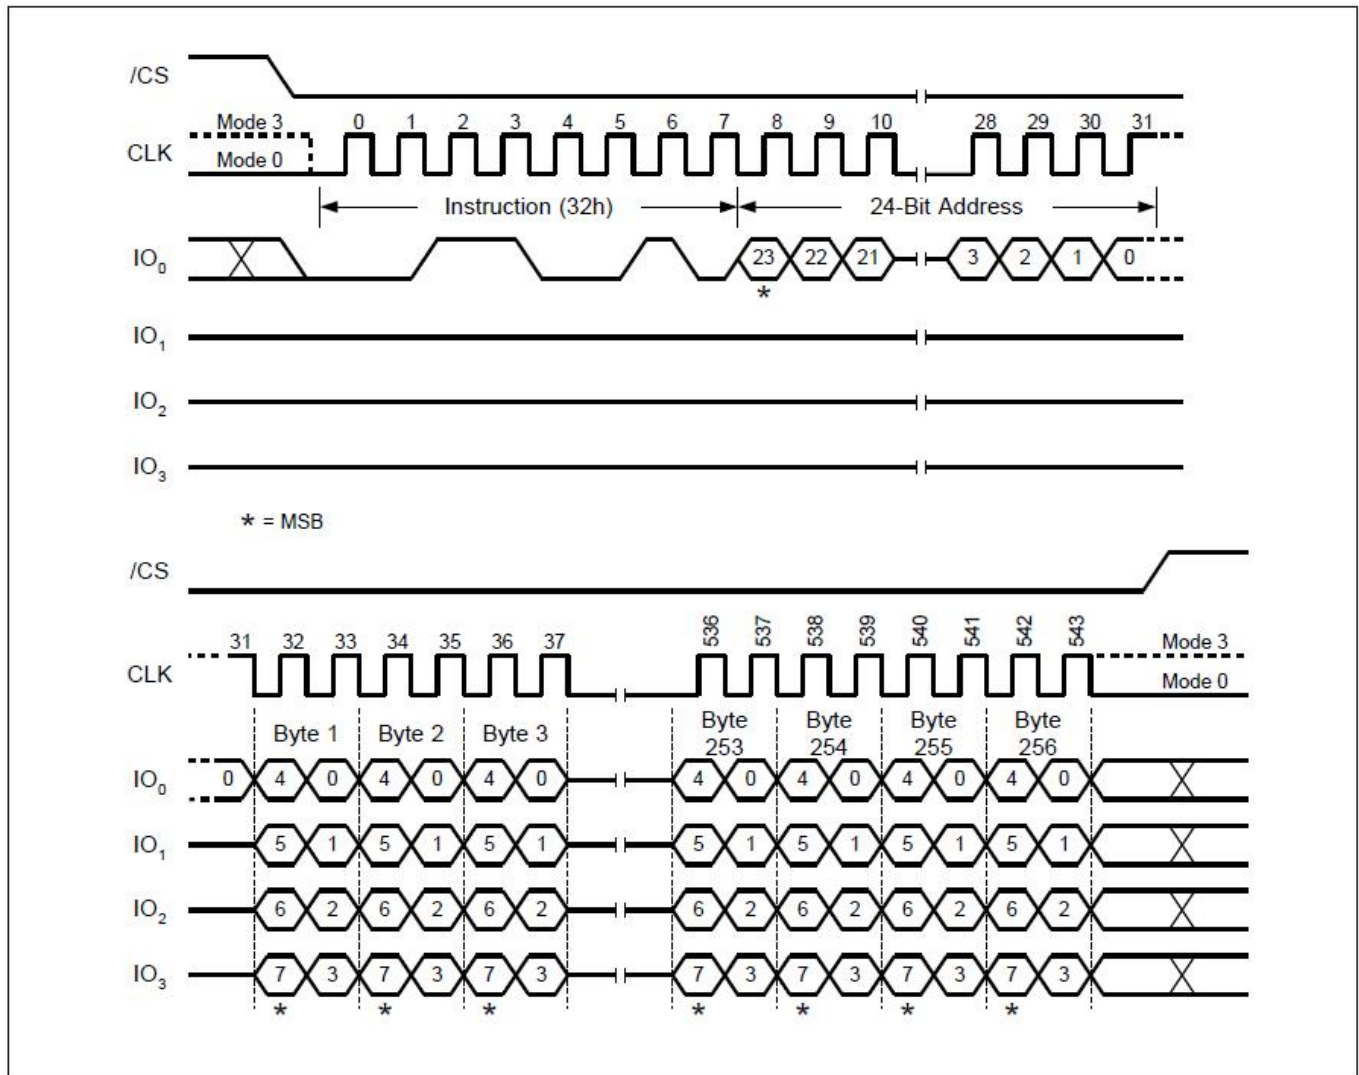 /CS
Mode 3 0 1 2 3 4 5 6 7 8 9 10 28 29 30 31
CLK
Mode 0
Instruction (32h) 24-Bit Address
IO0 23 22 21 3 2 1 0
*
IO1
IO2
IO3
* = MSB
/CS
31 32 33 34 35 36 37 536 537 538 539 540 541 542 543 Mode 3
CLK
Mode 0
Byte 1 Byte 2 Byte 3 Byte 253 Byte 254 Byte 255 Byte 256
IO0 0 4 0 4 0 4 0 4 0 4 0 4 0 4 0
IO1 5 1 5 1 5 1 5 1 5 1 5 1 5 1
IO2 6 2 6 2 6 2 6 2 6 2 6 2 6 2
IO3 7 3 7 3 7 3 7 3 7 3 7 3 7 3
* * * * * * *